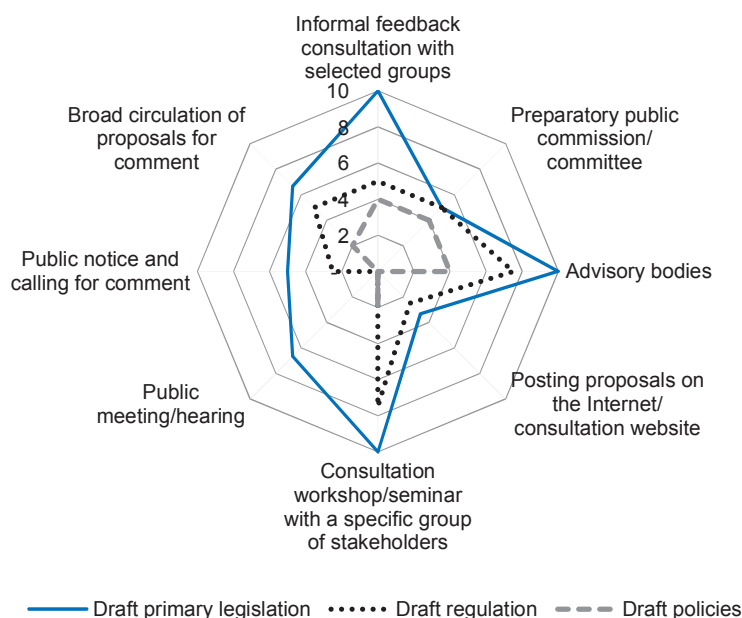 Informal feedback
consultation with
selected groups
10
Broad circulation of
proposals for
comment
Preparatory public
commission/
committee
8
6
4
2
-
Public notice and
calling for comment
Advisory bodies
Public
meeting/hearing
Posting proposals on
the Internet/
consultation website
Consultation
workshop/seminar
with a specific group
of stakeholders
Draft primary legislation
Draft regulation
Draft policies